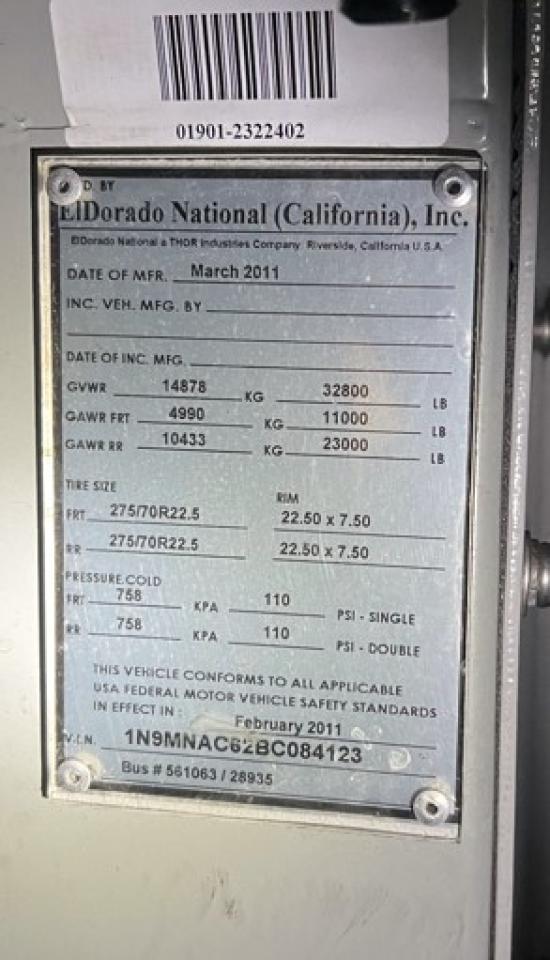 01901-2322402
D. BY
ElDorado National (California), Inc.
ElDorado National a THOR Industries Company Riverside, California U.S.A.
DATE OF MFR. March 2011
INC. VEH. MFG. BY
DATE OF INC. MFG.
GVWR 14878 KG 32800 LB
GAWR FRT 4990 KG 11000 LB
GAWR RR 10433 KG 23000 LB
TIRE SIZE RIM
FRT 275/70R22.5 22.50 x 7.50
RR 275/70R22.5 22.50 x 7.50
PRESSURE.COLD
FRT 758 KPA 110 PSI - SINGLE
RR 758 KPA 110 PSI - DOUBLE
THIS VEHICLE CONFORMS TO ALL APPLICABLE
USA FEDERAL MOTOR VEHICLE SAFETY STANDARDS
IN EFFECT IN : February 2011
V.I.N. 1N9MNAC62BC084123
Bus # 561063 / 28935